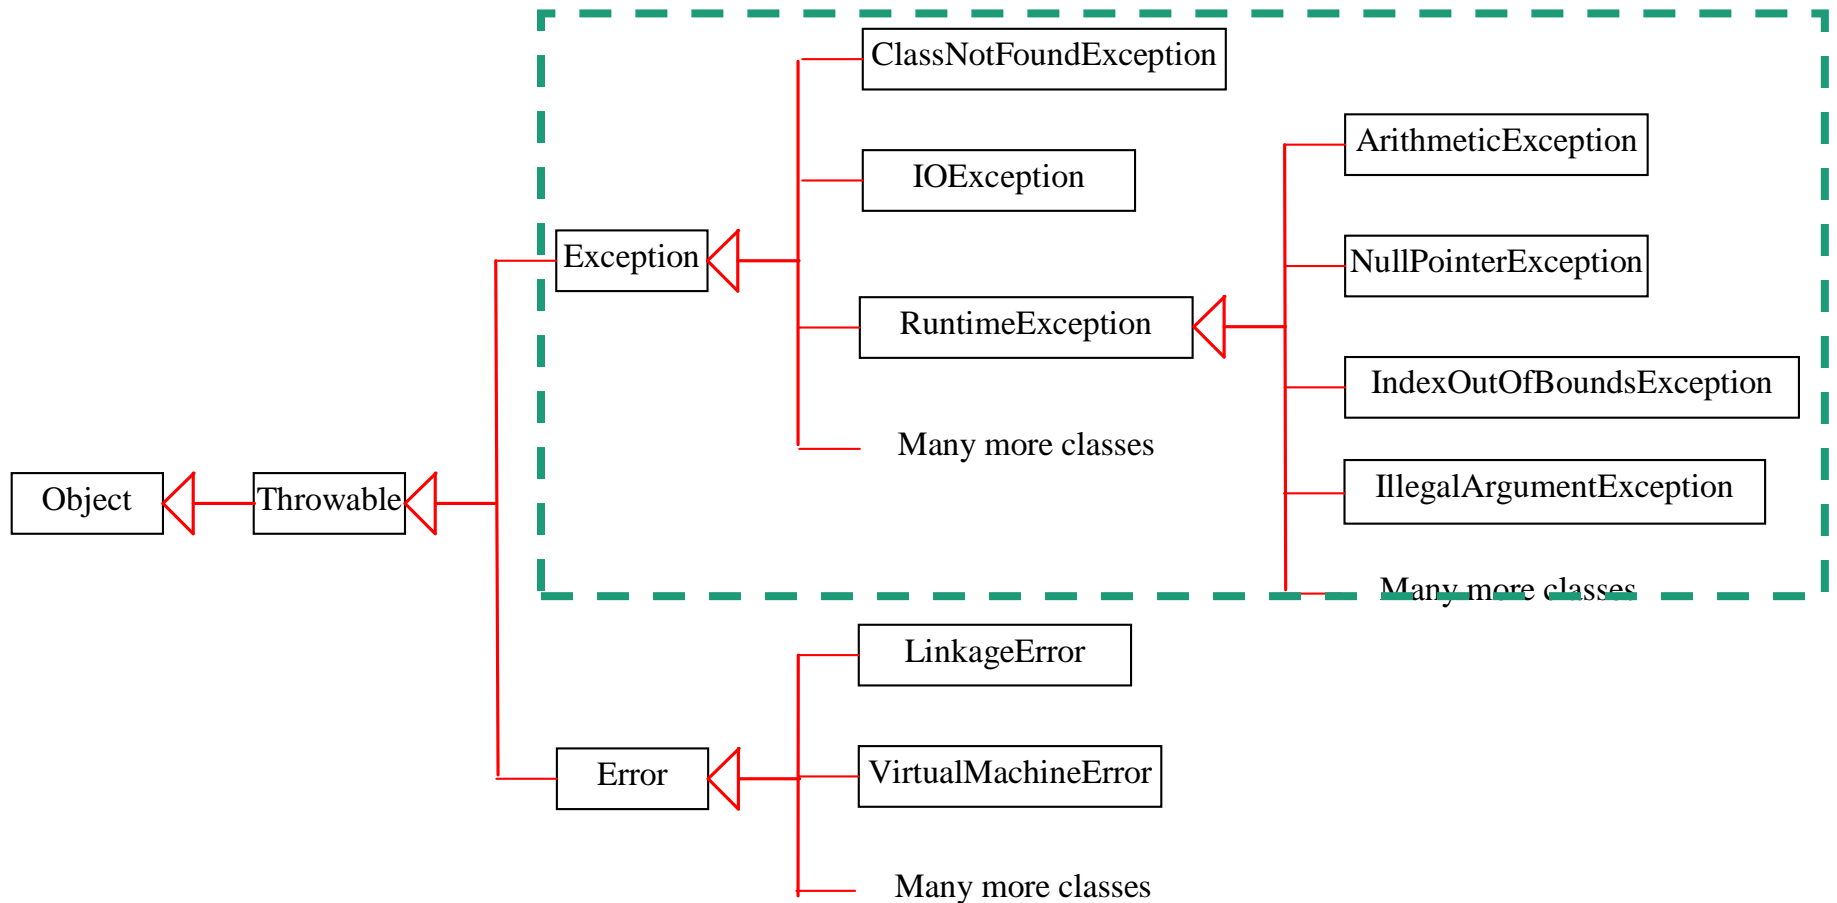 ClassNotFoundException
ArithmeticException
IOException
Exception
NullPointerException
RuntimeException
IndexOutOfBoundsException
Many more classes
Object
Throwable
IllegalArgumentException
Many more classes
LinkageError
Error
VirtualMachineError
Many more classes